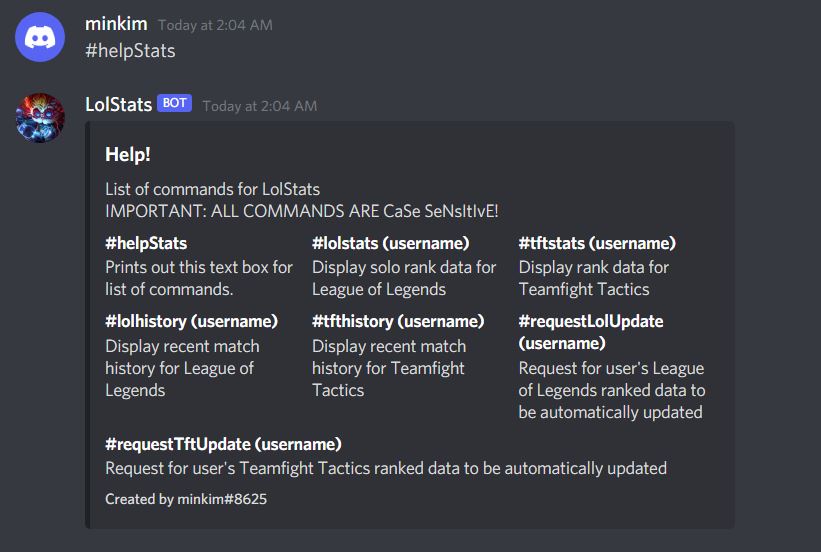 minkim Today at 2:04 AM
#helpStats
LolStats BOT Today at 2:04 AM
Help!
List of commands for LolStats
IMPORTANT: ALL COMMANDS ARE CaSe SeNsItIvE!
#helpStats
Prints out this text box for
list of commands.
#lolstats (username)
Display solo rank data for
League of Legends
#tftstats (username)
Display rank data for
Teamfight Tactics
#lolhistory (username)
Display recent match
history for League of
Legends
#tfthistory (username)
Display recent match
history for Teamfight
Tactics
#requestLolUpdate
(username)
Request for user's League
of Legends ranked data to
be automatically updated
#requestTftUpdate (username)
Request for user's Teamfight Tactics ranked data to be automatically updated
Created by minkim#8625